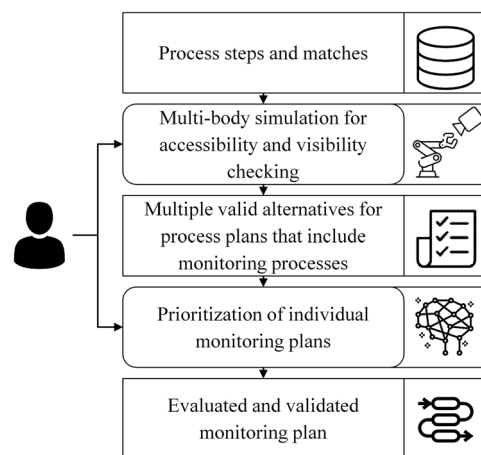 Process steps and matches
Multi-body simulation for
accessibility and visibility
checking
Multiple valid alternatives for
process plans that include
monitoring processes
Prioritization of individual
monitoring plans
Evaluated and validated
monitoring plan